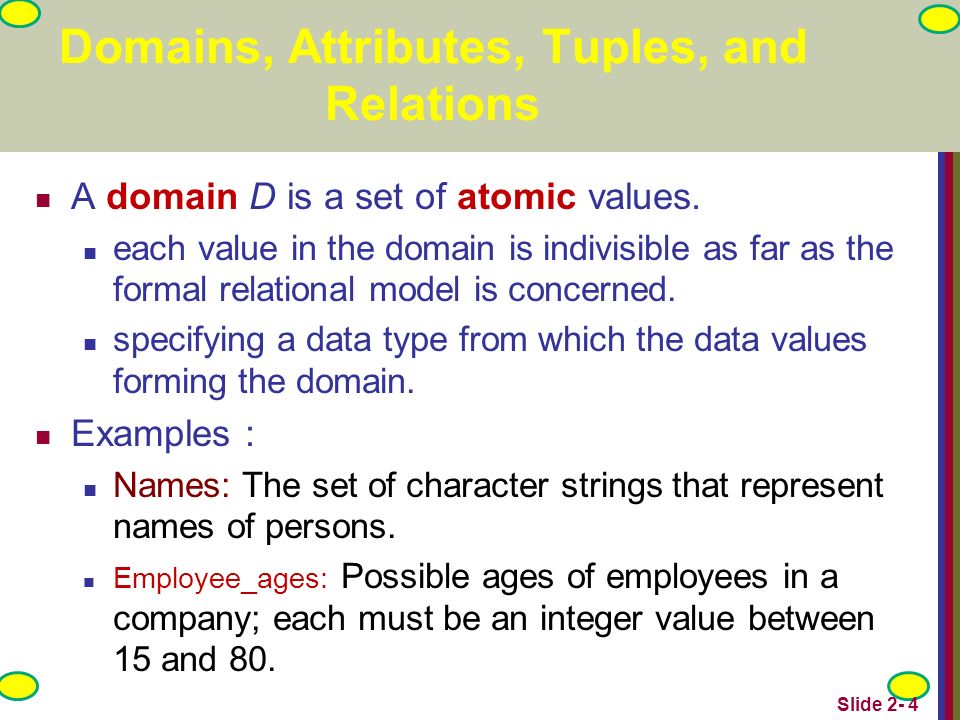 Domains, Attributes, Tuples, and
Relations
A domain D is a set of atomic values.
each value in the domain is indivisible as far as the
formal relational model is concerned.
specifying a data type from which the data values
forming the domain.
Examples :
Names: The set of character strings that represent
names of persons.
Employee_ages: Possible ages of employees in a
company; each must be an integer value between
15 and 80.
Slide 2- 4